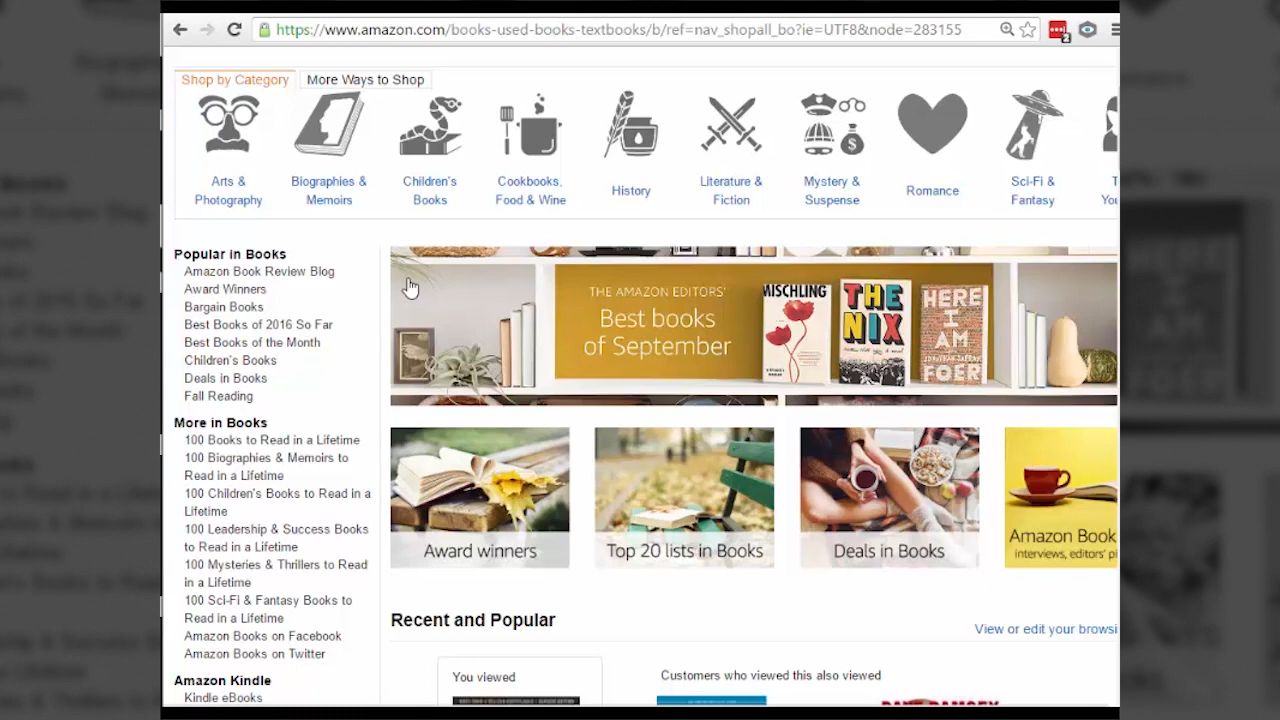 https://www.amazon.com/books-used-books-textbooks/b/ref=nav_shopall_bo?ie=UTF8&node=283155
2
Shop by Category
More Ways to Shop
Arts &
Photography
Biographies &
Memoirs
Children's
Books
Cookbooks,
Food & Wine
History
Literature &
Fiction
Mystery &
Suspense
Romance
Sci-Fi &
Fantasy
Popular in Books
Amazon Book Review Blog
Award Winners
Bargain Books
Best Books of 2016 So Far
Best Books of the Month
Children's Books
Deals in Books
Fall Reading
More in Books
100 Books to Read in a Lifetime
100 Biographies & Memoirs to
Read in a Lifetime
100 Children's Books to Read in a
Lifetime
100 Leadership & Success Books
to Read in a Lifetime
100 Mysteries & Thrillers to Read
in a Lifetime
100 Sci-Fi & Fantasy Books to
Read in a Lifetime
Amazon Books on Facebook
Amazon Books on Twitter
Amazon Kindle
Kindle eBooks
THE AMAZON EDITORS'
Best books
of September
MISCHLING
THE
NIX
HERE
I
AM
JONATHAN SAFRAN
FOER
Award winners
Top 20 lists in Books
Deals in Books
Amazon Book
interviews, editors' pi
Recent and Popular
View or edit your browsi
You viewed
Customers who viewed this also viewed
DAVE RAMSEY